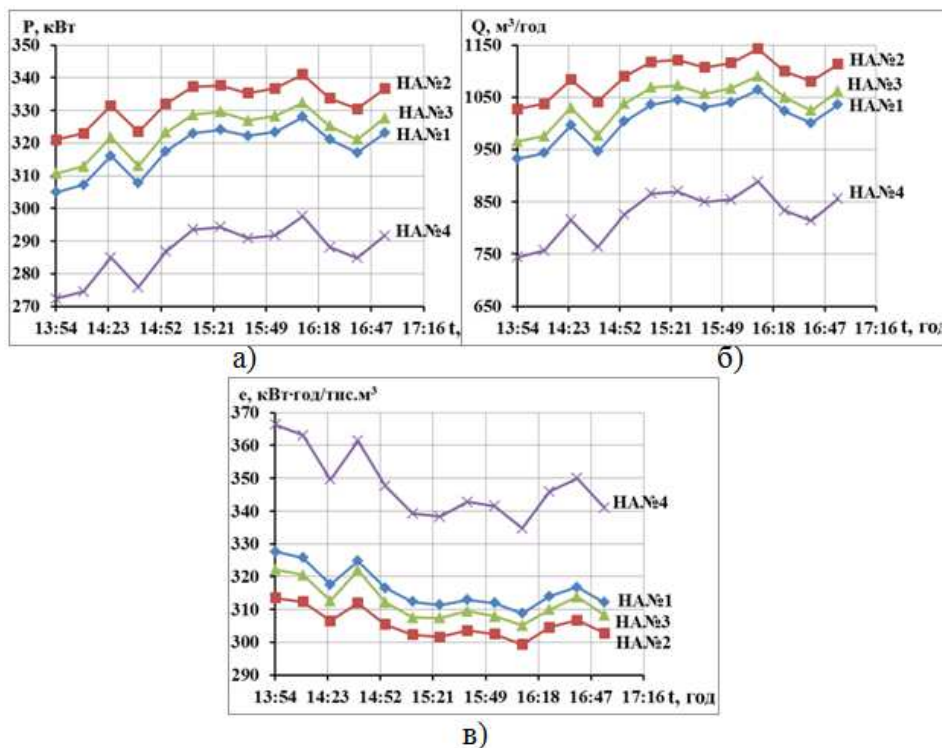 P, кВт
350
340
330
320
310
300
290
280
270
НА№2
НА№3
НА№1
НА№4
13:54 14:23 14:52 15:21 15:49 16:18 16:47 17:16 t, год
а)
Q, м³/год
1150
1050
950
850
750
650
НА№2
НА№3
НА№1
НА№4
13:54 14:23 14:52 15:21 15:49 16:18 16:47 17:16 t, год
б)
e, кВт·год/тис.м³
370
360
350
340
330
320
310
300
290
НА№4
НА№1
НА№3
НА№2
13:54 14:23 14:52 15:21 15:49 16:18 16:47 17:16 t, год
в)